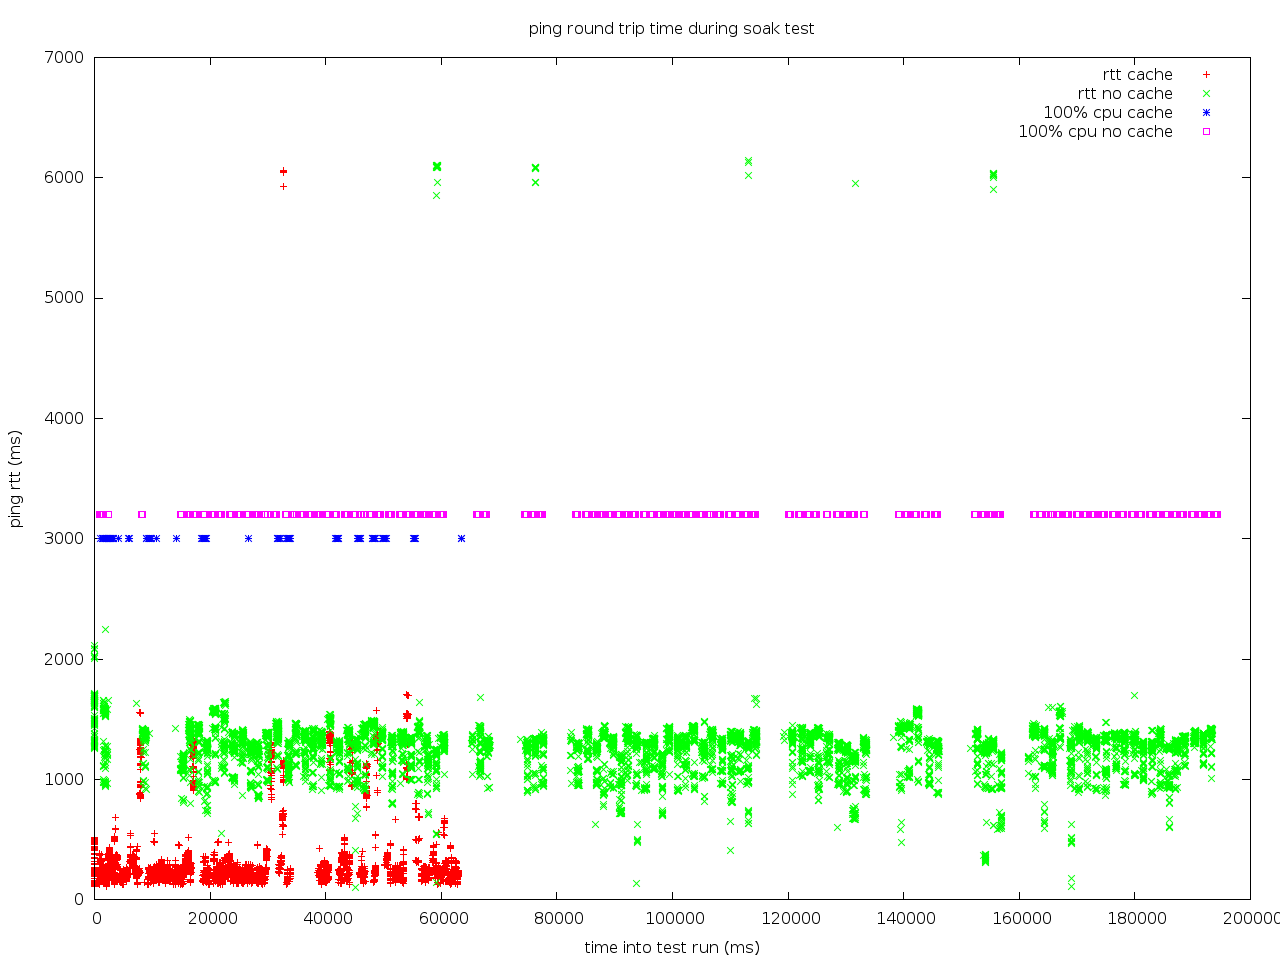 ping round trip time during soak test
7000
6000
5000
4000
3000
2000
1000
0
ping rtt (ms)
rtt cache
rtt no cache
100% cpu cache
100% cpu no cache
0 20000 40000 60000 80000 100000 120000 140000 160000 180000 200000
time into test run (ms)